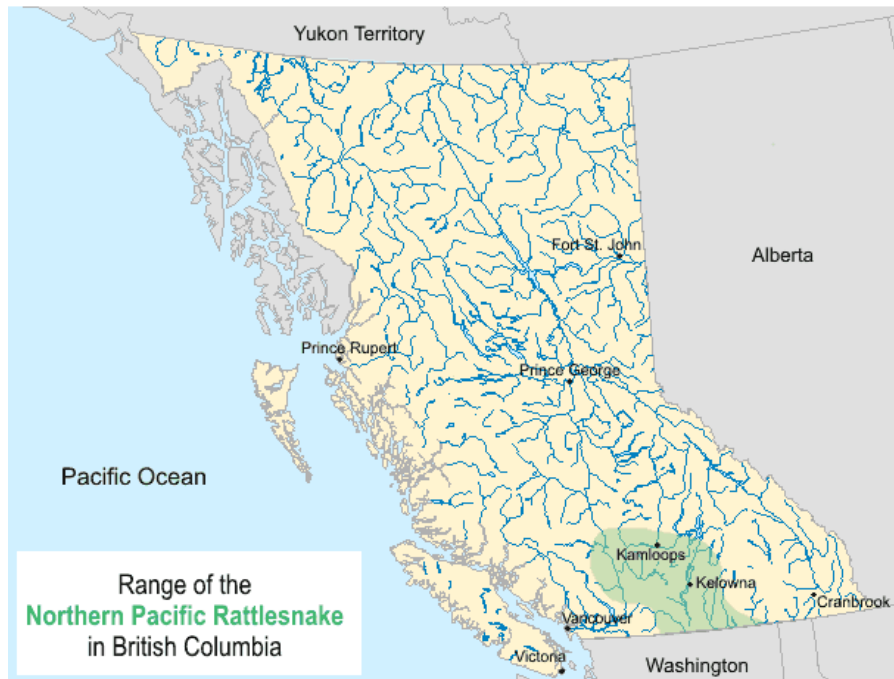 Yukon Territory
Fort St. John
Alberta
Prince Rupert
Prince George
Pacific Ocean
Kamloops
Kelowna
Cranbrook
Vancouver
Victoria
Washington
Range of the
Northern Pacific Rattlesnake
in British Columbia